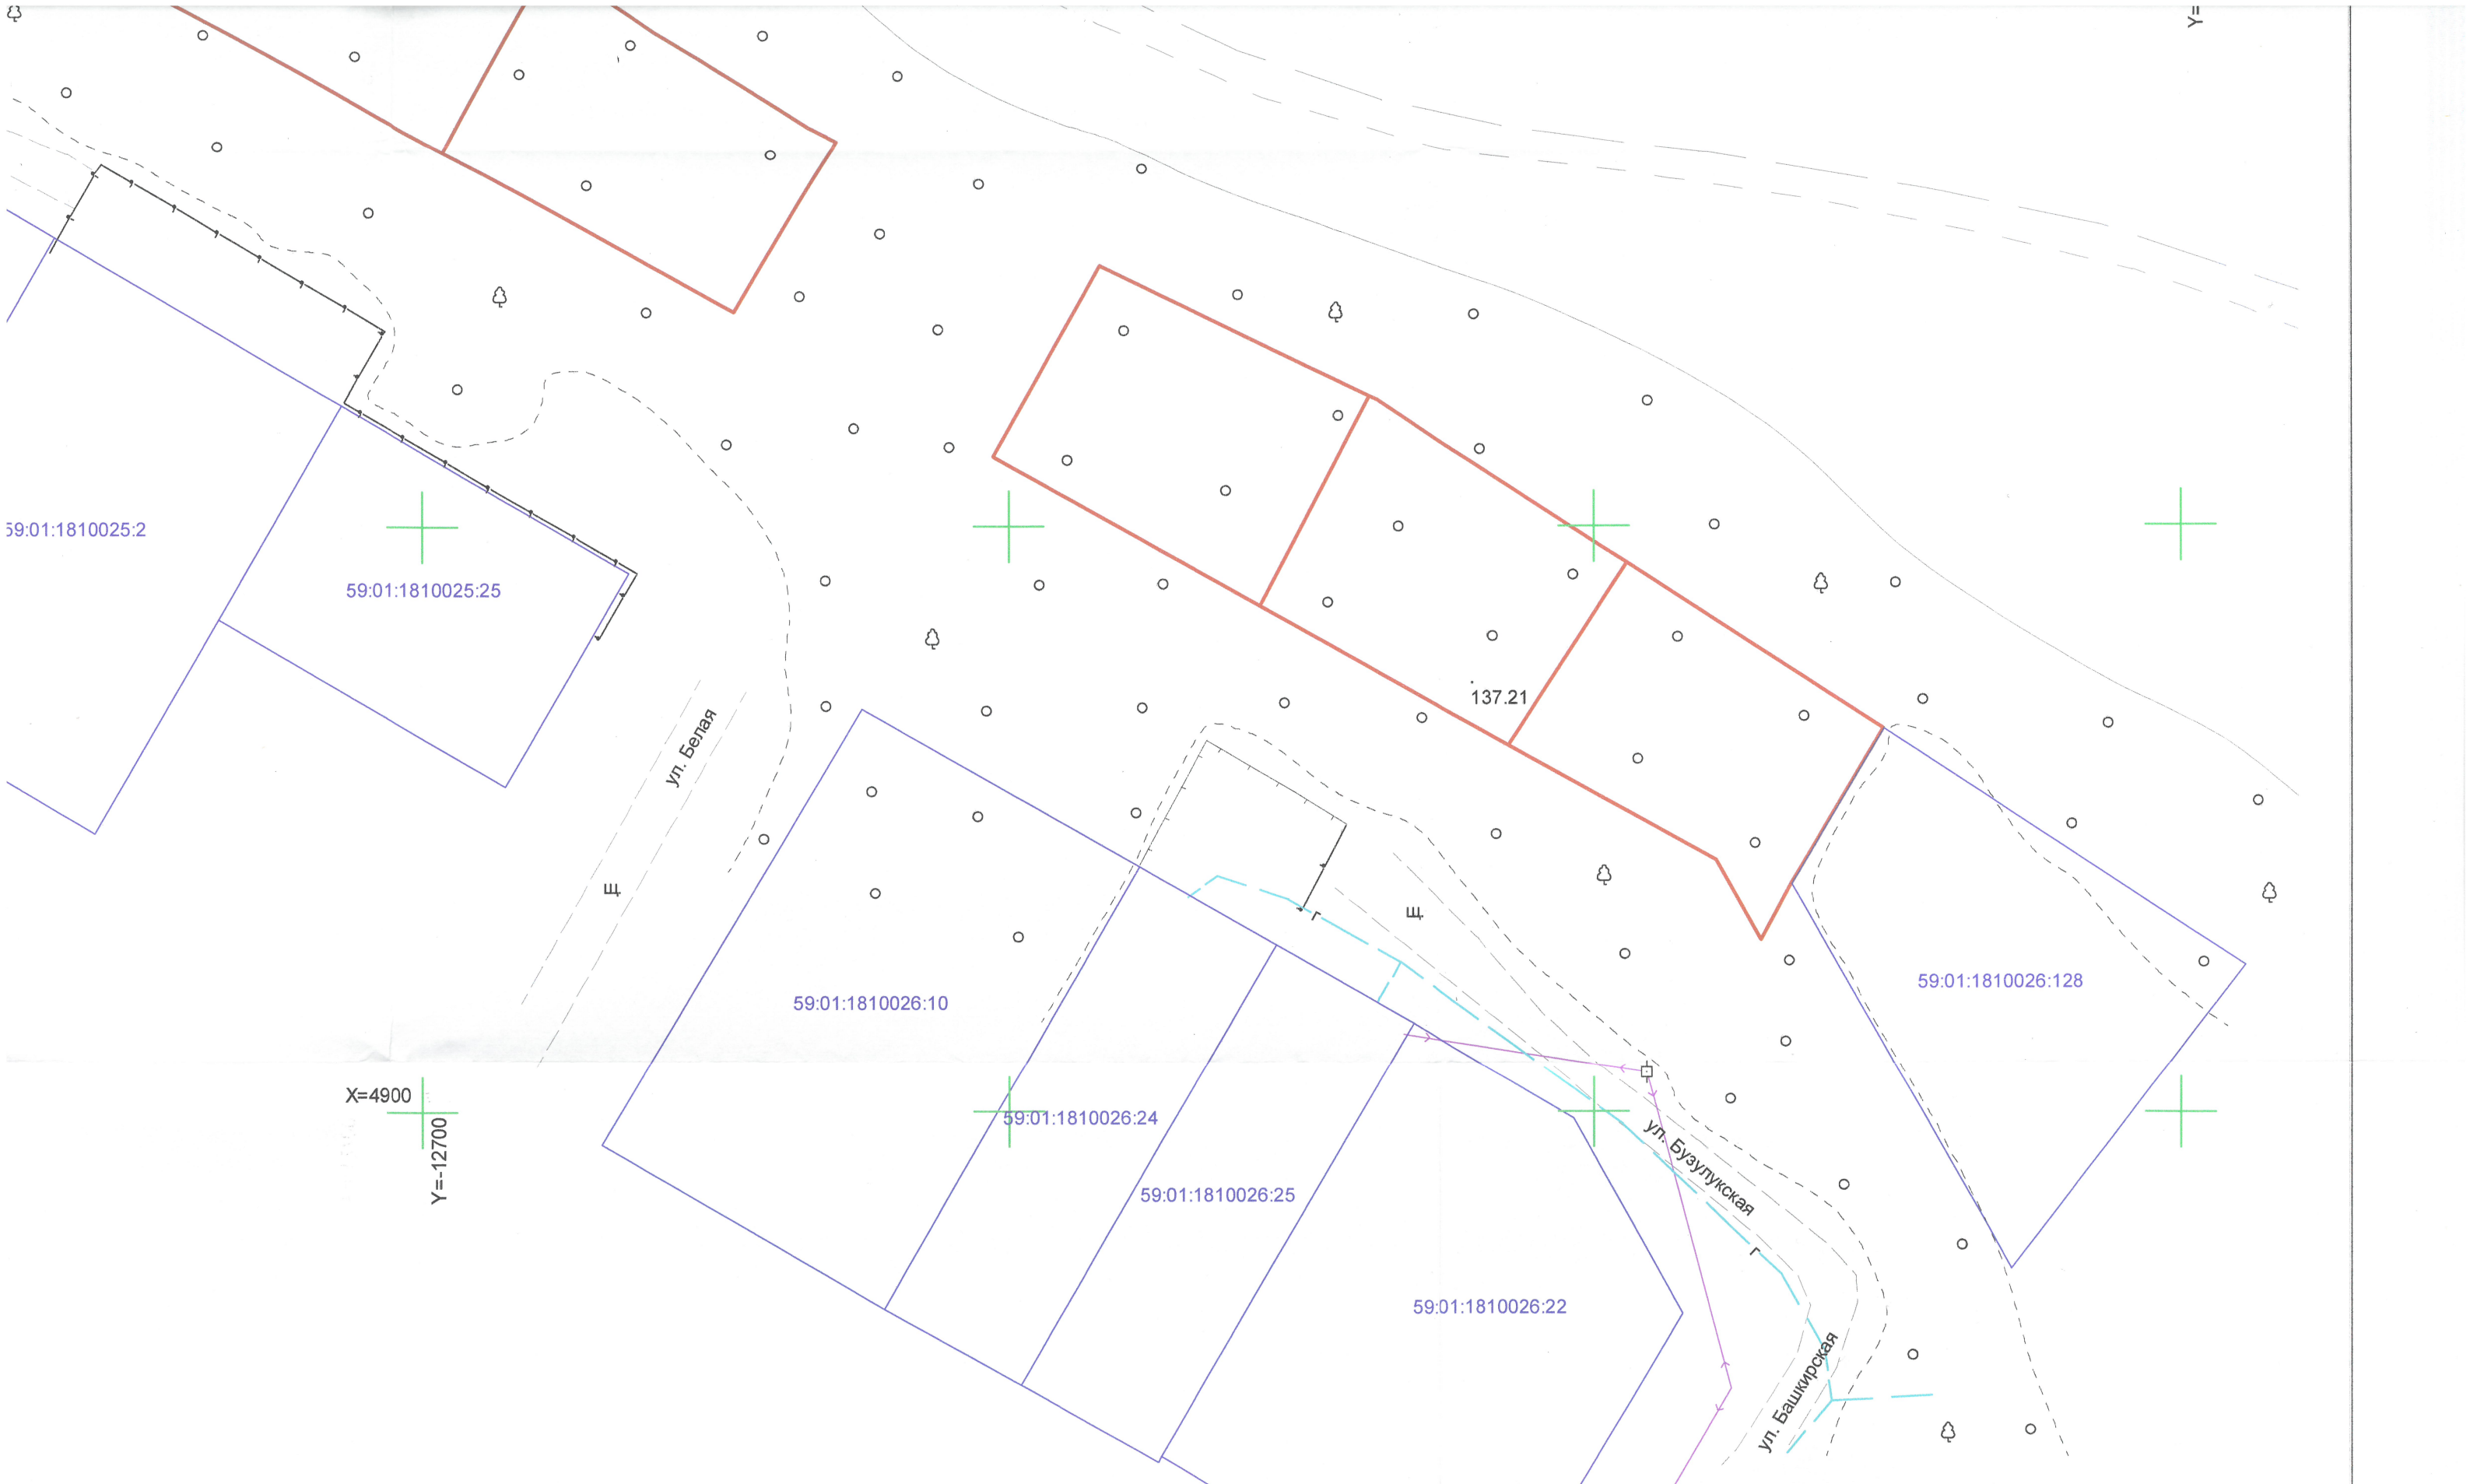 Y=
59:01:1810025:2
59:01:1810025:25
137.21
ул. Белая
Щ
Щ
59:01:1810026:128
59:01:1810026:10
X=4900
Y=-12700
59:01:1810026:24
59:01:1810026:25
59:01:1810026:22
г
ул. Бузулукская
г
ул. Башкирская